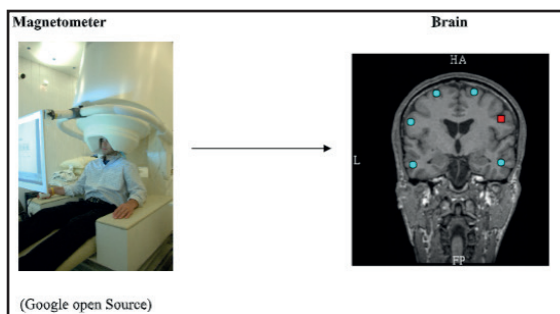 Magnetometer
Brain
HA
L
FP
(Google open Source)